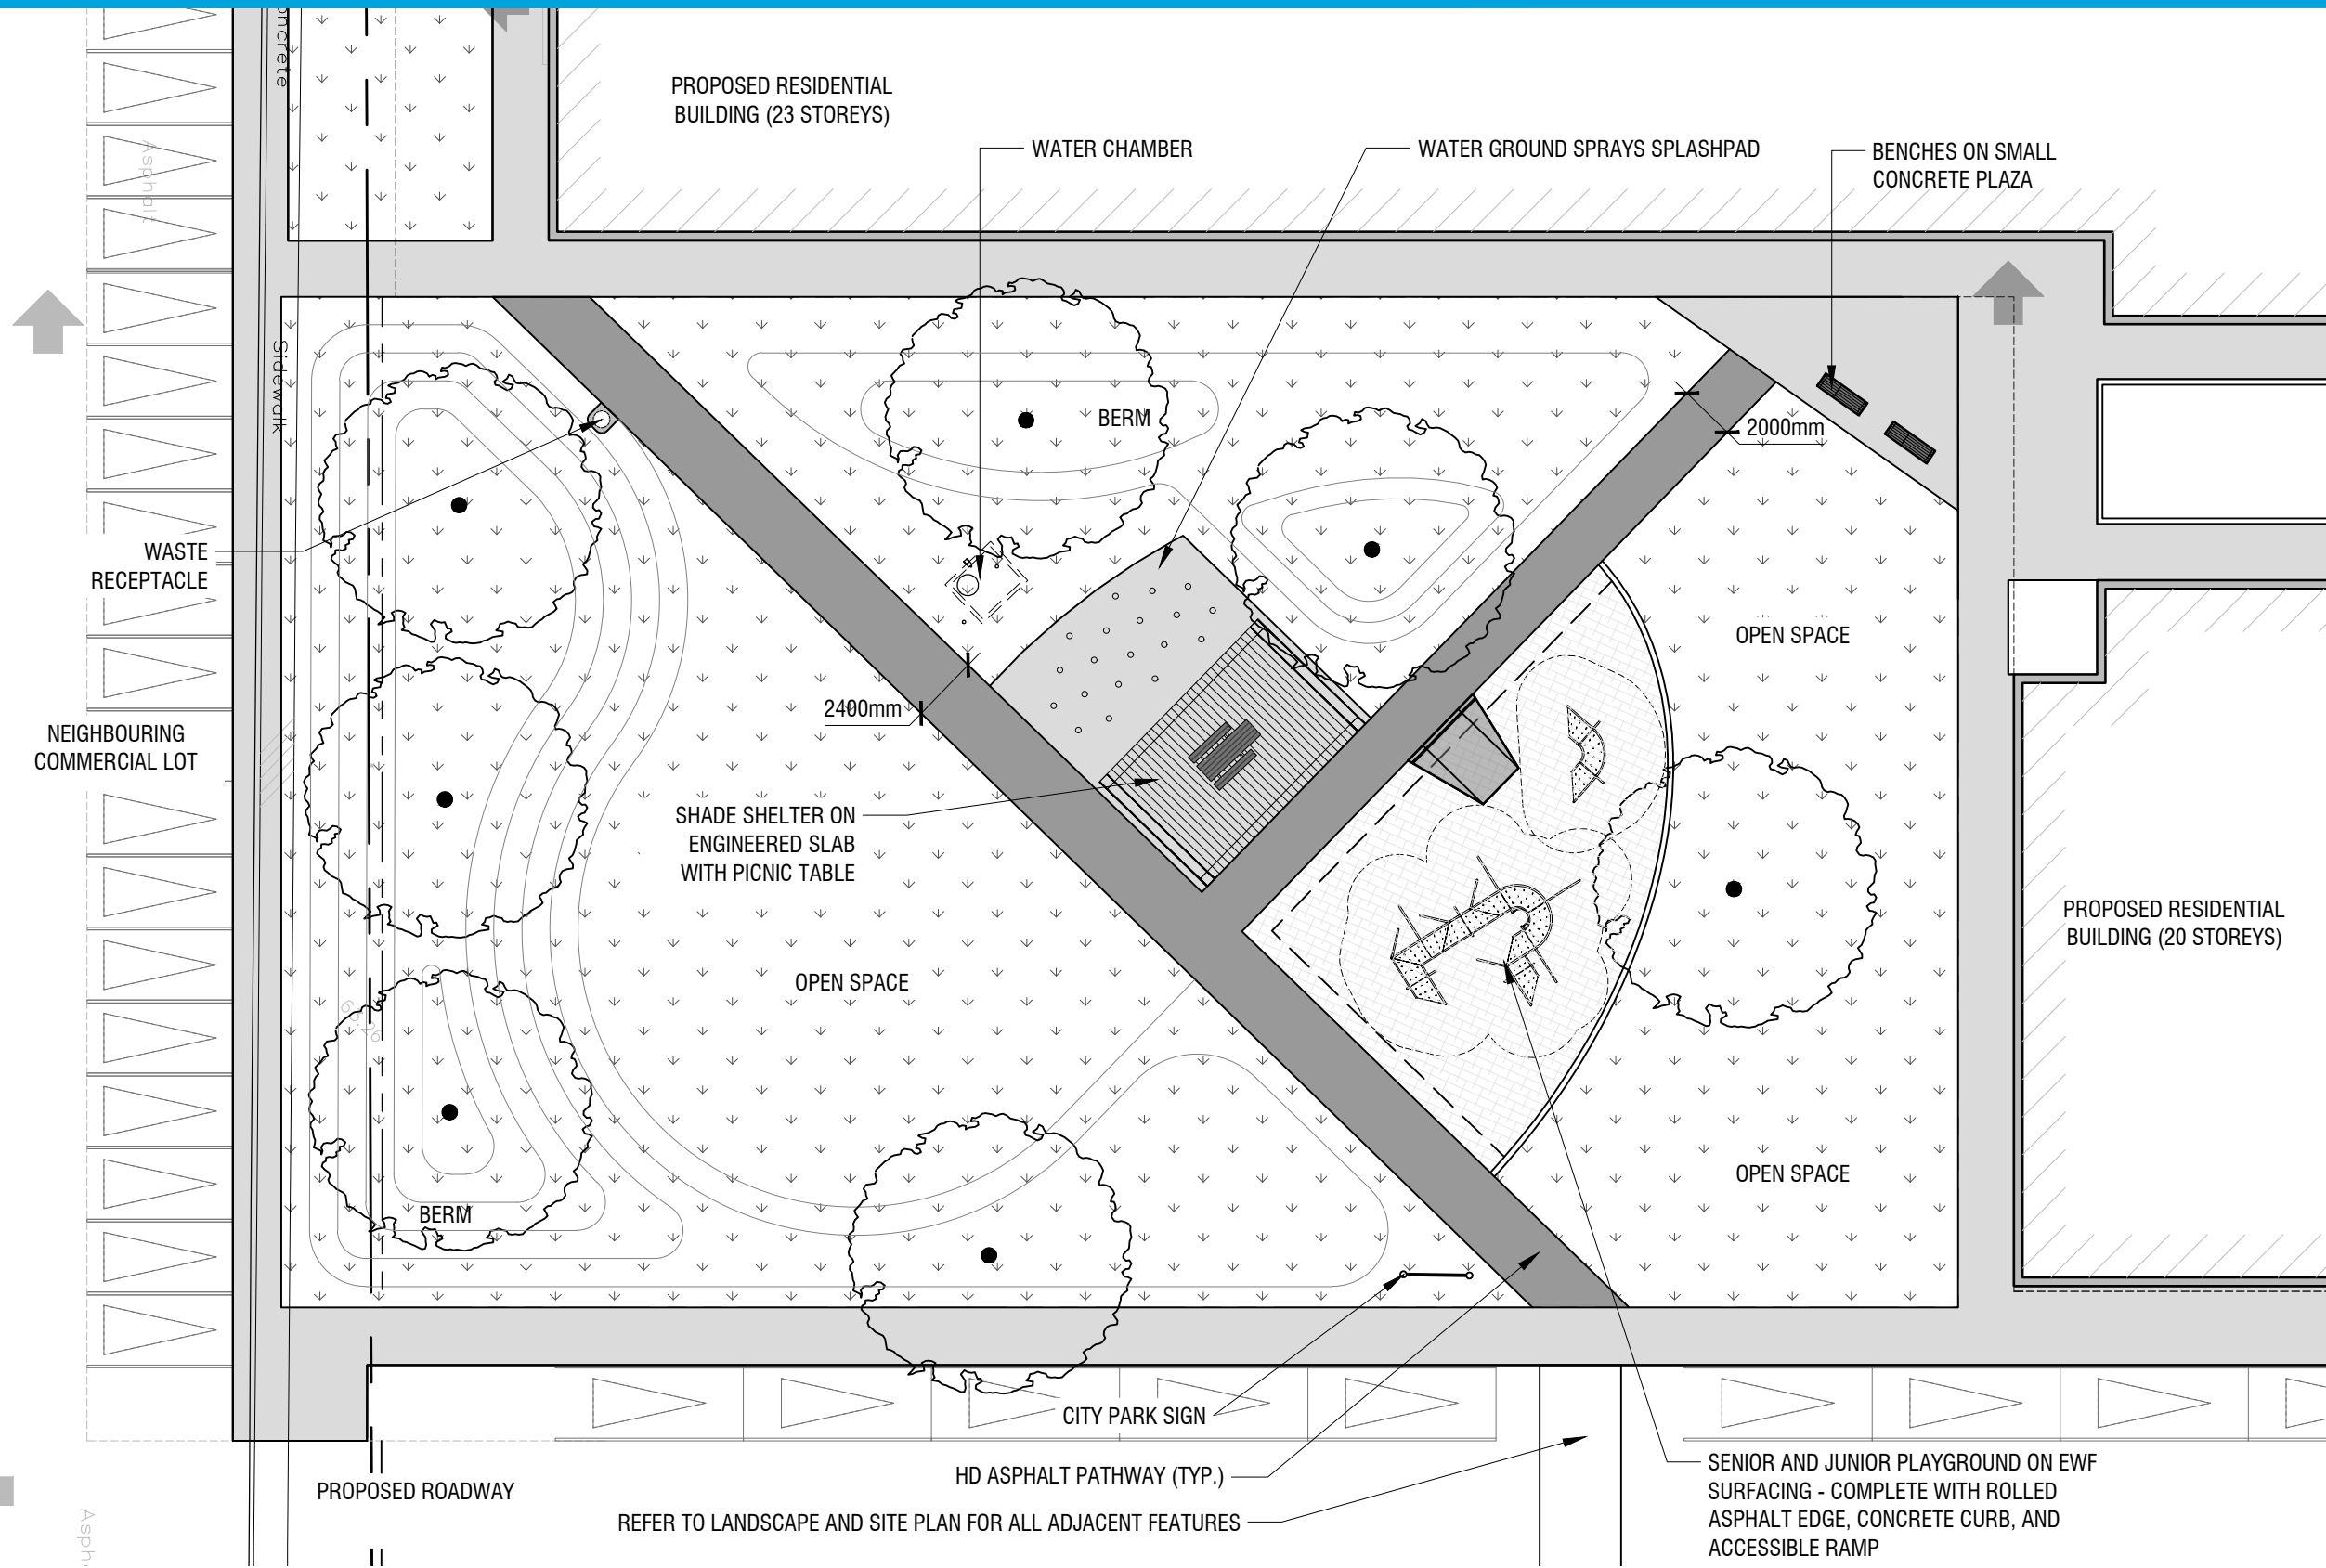 oncrete
PROPOSED RESIDENTIAL
BUILDING (23 STOREYS)
WATER CHAMBER
WATER GROUND SPRAYS SPLASHPAD
BENCHES ON SMALL
CONCRETE PLAZA
Asphalt
Sidewalk
BERM
2000mm
WASTE
RECEPTACLE
OPEN SPACE
2400mm
NEIGHBOURING
COMMERCIAL LOT
SHADE SHELTER ON
ENGINEERED SLAB
WITH PICNIC TABLE
PROPOSED RESIDENTIAL
BUILDING (20 STOREYS)
OPEN SPACE
OPEN SPACE
BERM
CITY PARK SIGN
HD ASPHALT PATHWAY (TYP.)
PROPOSED ROADWAY
REFER TO LANDSCAPE AND SITE PLAN FOR ALL ADJACENT FEATURES
SENIOR AND JUNIOR PLAYGROUND ON EWF
SURFACING - COMPLETE WITH ROLLED
ASPHALT EDGE, CONCRETE CURB, AND
ACCESSIBLE RAMP
Aspha